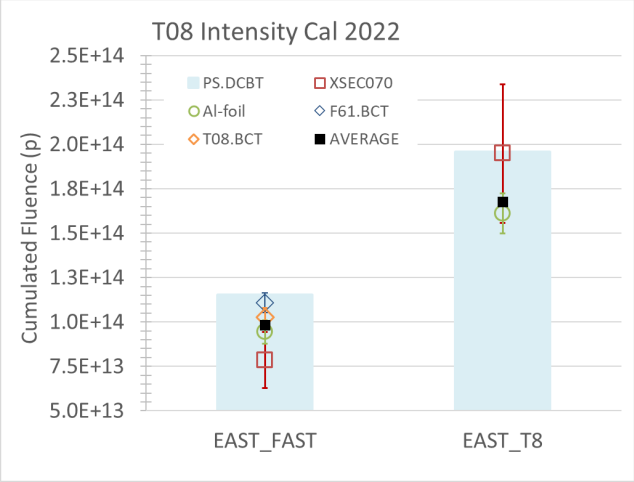 T08 Intensity Cal 2022
2.5E+14
2.3E+14
2.0E+14
1.8E+14
1.5E+14
1.3E+14
1.0E+14
7.5E+13
5.0E+13
Cumulated Fluence (p)
PS.DCBT XSEC070
Al-foil F61.BCT
T08.BCT AVERAGE
EAST_FAST EAST_T8